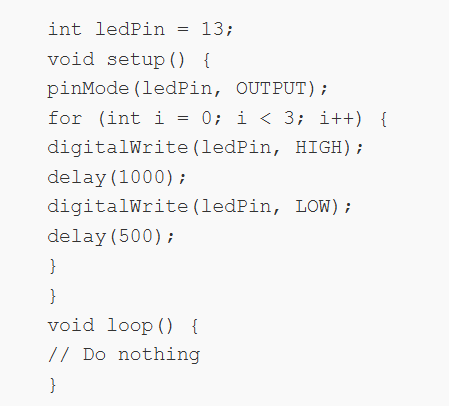 int ledPin = 13;
void setup() {
pinMode(ledPin, OUTPUT);
for (int i = 0; i < 3; i++) {
digitalWrite(ledPin, HIGH);
delay(1000);
digitalWrite(ledPin, LOW);
delay(500);
}
}
void loop() {
// Do nothing
}